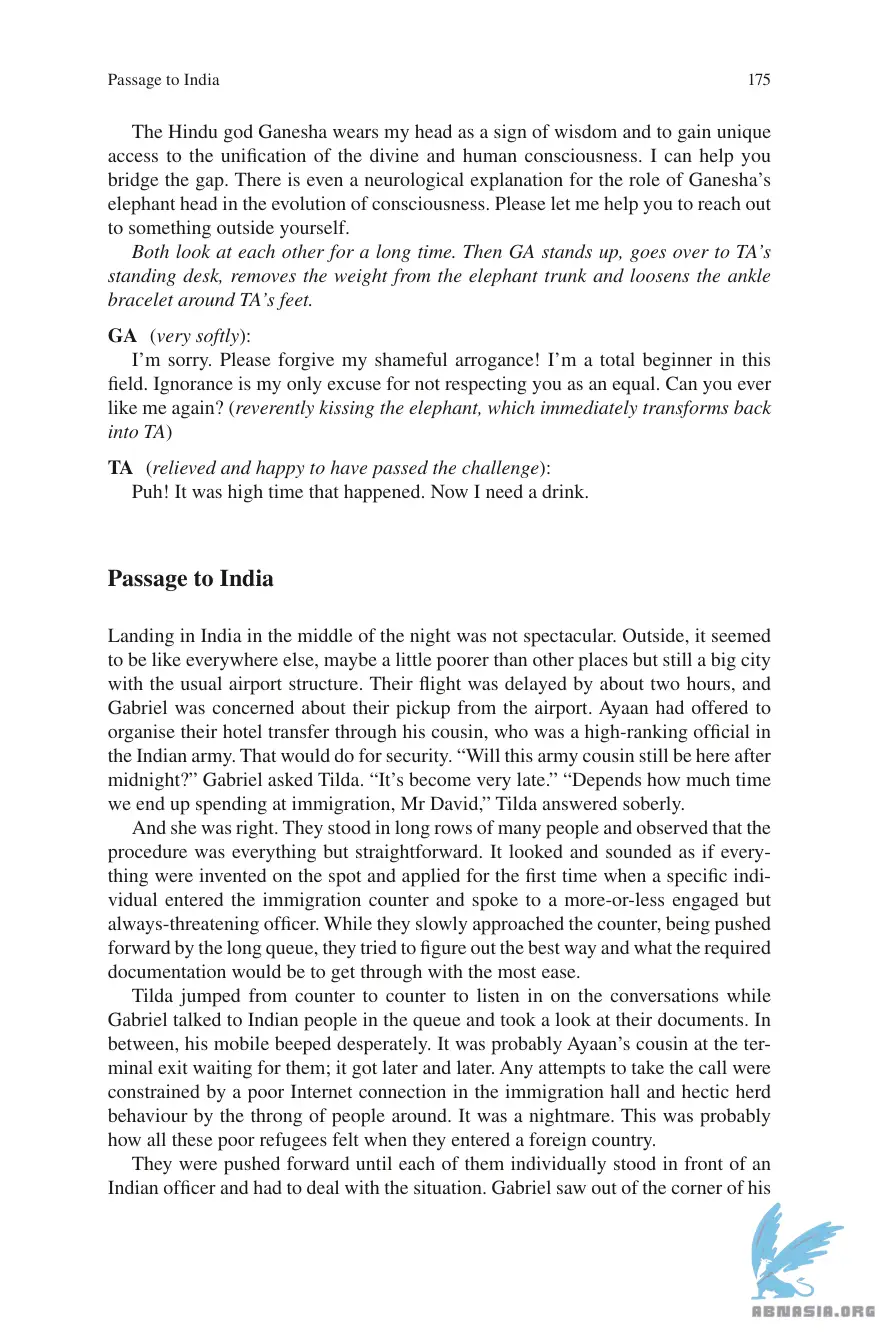 Passage to India 175
The Hindu god Ganesha wears my head as a sign of wisdom and to gain unique
access to the unification of the divine and human consciousness. I can help you
bridge the gap. There is even a neurological explanation for the role of Ganesha’s
elephant head in the evolution of consciousness. Please let me help you to reach out
to something outside yourself.
Both look at each other for a long time. Then GA stands up, goes over to TA’s
standing desk, removes the weight from the elephant trunk and loosens the ankle
bracelet around TA’s feet.
GA (very softly):
I’m sorry. Please forgive my shameful arrogance! I’m a total beginner in this
field. Ignorance is my only excuse for not respecting you as an equal. Can you ever
like me again? (reverently kissing the elephant, which immediately transforms back
into TA)
TA (relieved and happy to have passed the challenge):
Puh! It was high time that happened. Now I need a drink.
Passage to India
Landing in India in the middle of the night was not spectacular. Outside, it seemed
to be like everywhere else, maybe a little poorer than other places but still a big city
with the usual airport structure. Their flight was delayed by about two hours, and
Gabriel was concerned about their pickup from the airport. Ayaan had offered to
organise their hotel transfer through his cousin, who was a high-ranking official in
the Indian army. That would do for security. “Will this army cousin still be here after
midnight?” Gabriel asked Tilda. “It’s become very late.” “Depends how much time
we end up spending at immigration, Mr David,” Tilda answered soberly.
And she was right. They stood in long rows of many people and observed that the
procedure was everything but straightforward. It looked and sounded as if every-
thing were invented on the spot and applied for the first time when a specific indi-
vidual entered the immigration counter and spoke to a more-or-less engaged but
always-threatening officer. While they slowly approached the counter, being pushed
forward by the long queue, they tried to figure out the best way and what the required
documentation would be to get through with the most ease.
Tilda jumped from counter to counter to listen in on the conversations while
Gabriel talked to Indian people in the queue and took a look at their documents. In
between, his mobile beeped desperately. It was probably Ayaan’s cousin at the ter-
minal exit waiting for them; it got later and later. Any attempts to take the call were
constrained by a poor Internet connection in the immigration hall and hectic herd
behaviour by the throng of people around. It was a nightmare. This was probably
how all these poor refugees felt when they entered a foreign country.
They were pushed forward until each of them individually stood in front of an
Indian officer and had to deal with the situation. Gabriel saw out of the corner of his
ABNASIA.ORG